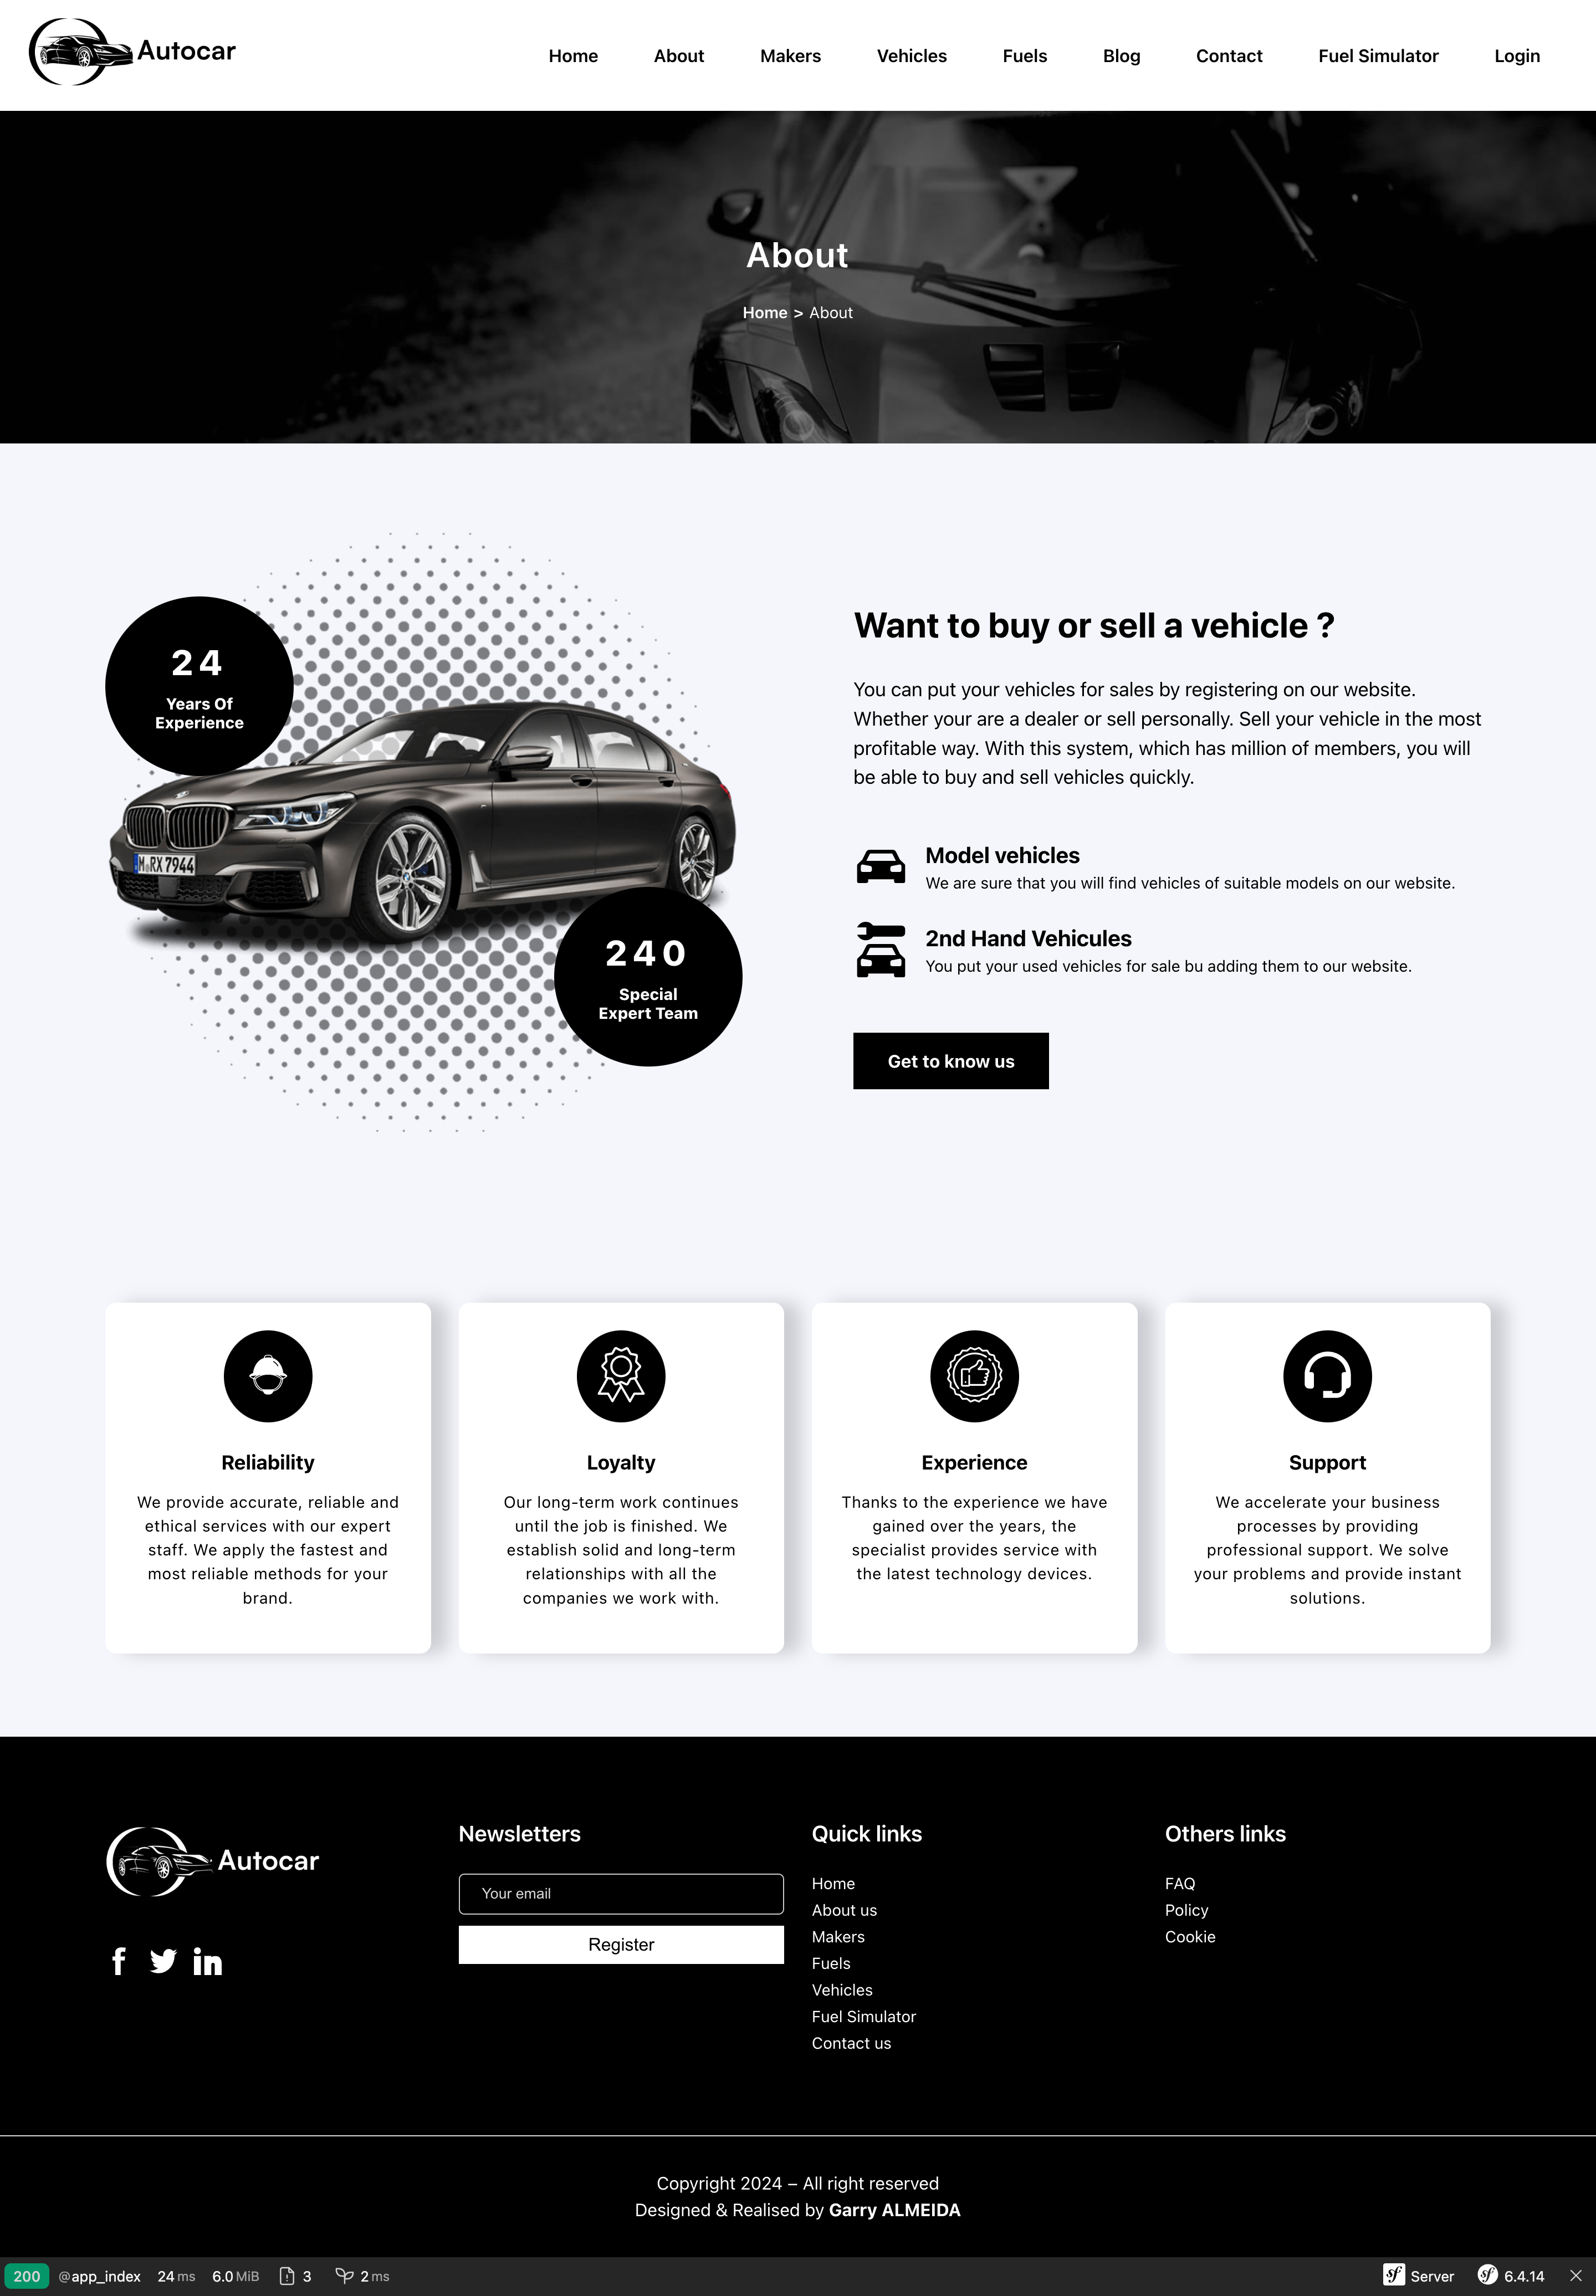 Autocar
Home About Makers Vehicles Fuels Blog Contact Fuel Simulator Login
About
Home > About
24
Years Of
Experience
M RX 7944
240
Special
Expert Team
Want to buy or sell a vehicle ?
You can put your vehicles for sales by registering on our website.
Whether your are a dealer or sell personally. Sell your vehicle in the most
profitable way. With this system, which has million of members, you will
be able to buy and sell vehicles quickly.
Model vehicles
We are sure that you will find vehicles of suitable models on our website.
2nd Hand Vehicules
You put your used vehicles for sale bu adding them to our website.
Get to know us
Reliability
We provide accurate, reliable and
ethical services with our expert
staff. We apply the fastest and
most reliable methods for your
brand.
Loyalty
Our long-term work continues
until the job is finished. We
establish solid and long-term
relationships with all the
companies we work with.
Experience
Thanks to the experience we have
gained over the years, the
specialist provides service with
the latest technology devices.
Support
We accelerate your business
processes by providing
professional support. We solve
your problems and provide instant
solutions.
Autocar
f in
Newsletters
Your email
Register
Quick links
Home
About us
Makers
Fuels
Vehicles
Fuel Simulator
Contact us
Others links
FAQ
Policy
Cookie
Copyright 2024 – All right reserved
Designed & Realised by Garry ALMEIDA
200 @app_index 24 ms 6.0 MiB 3 2 ms sf Server sf 6.4.14